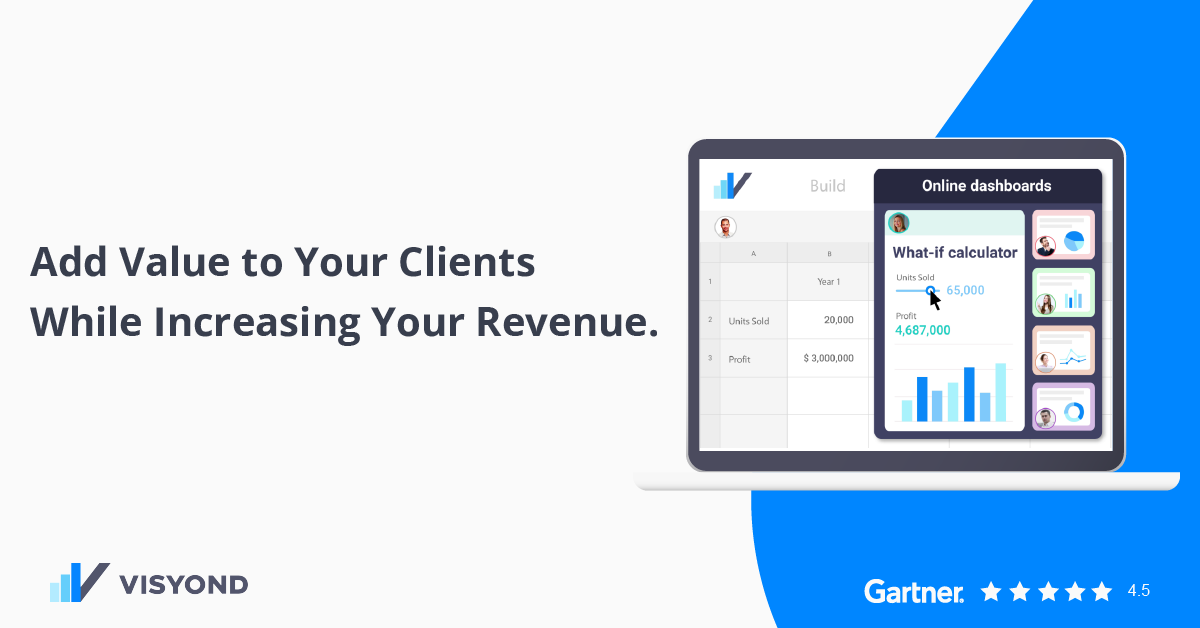 Add Value to Your Clients
While Increasing Your Revenue.
Build
Online dashboards
A
B
1
Year 1
2
Units Sold
20,000
3
Profit
$ 3,000,000
What-if calculator
Units Sold
65,000
Profit
4,687,000
VISYOND
Gartner.
4.5